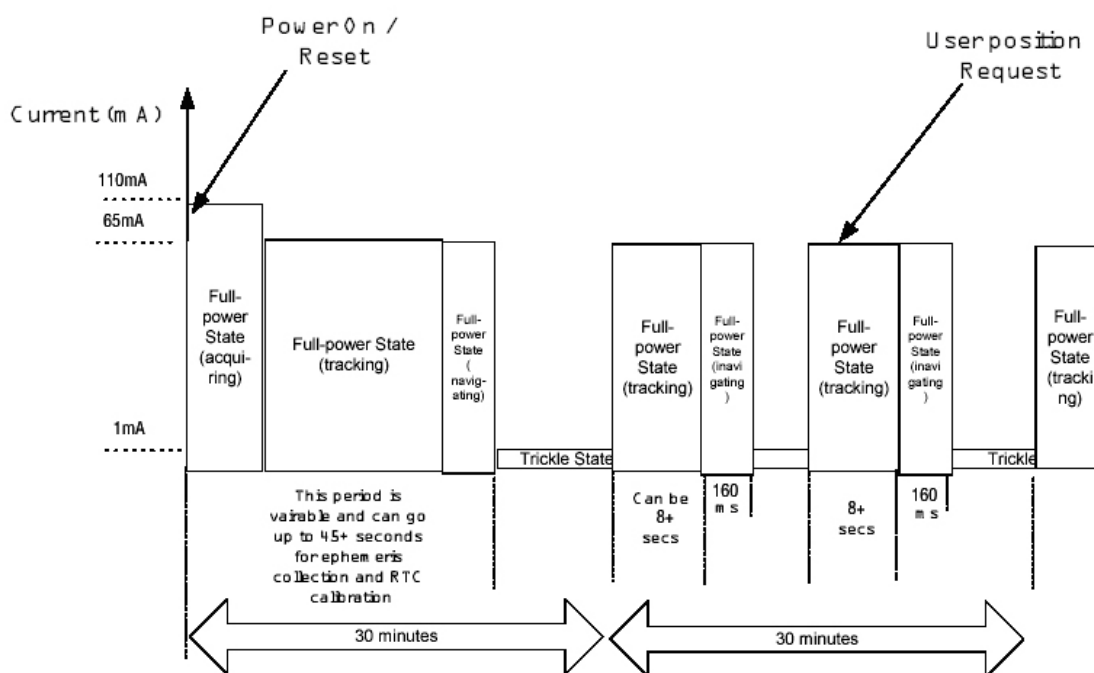 Power On /
Reset
User position
Request
Current (m A)
110mA
65mA
1mA
Full-
power
State
(acqui-
ring)
Full-power State
(tracking)
Full-
power
State
(
navig-
ating)
Trickle State
Full-
power
State
(tracking)
Full-
power
State
(inavi
gating
)
Full-
power
State
(tracking)
Full-
power
State
(inavi
gating
)
Trickle
Full-
power
State
(tracki
ng)
This period is
vairable and can go
up to 45+ seconds
for ephemeris
collection and RTC
calibration
Can be
8+
secs
160
ms
8+
secs
160
ms
30 minutes
30 minutes